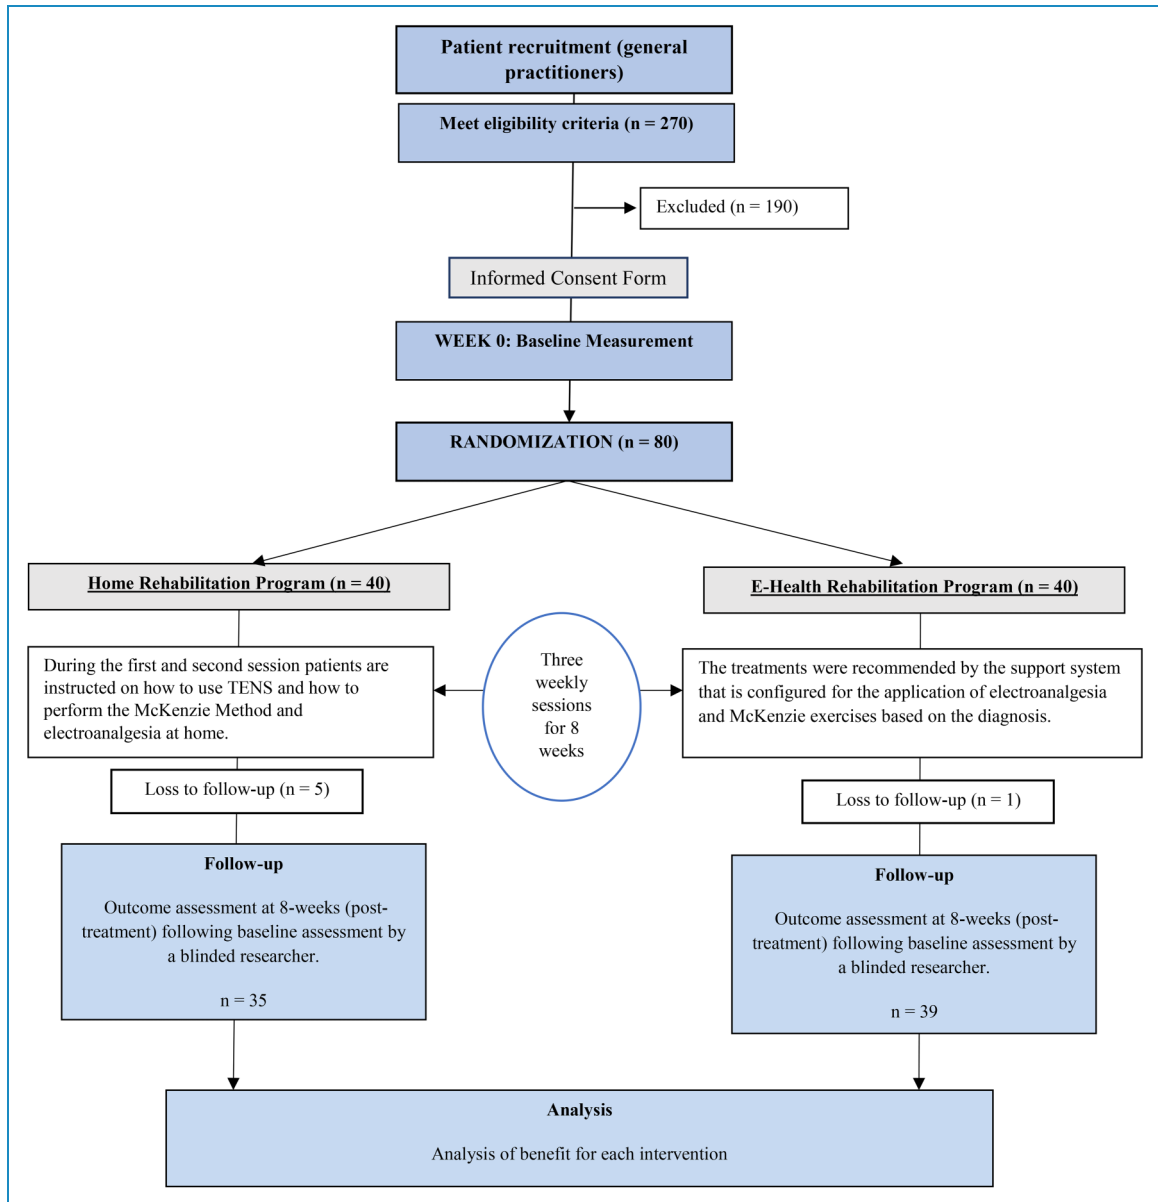 Patient recruitment (general
practitioners)
Meet eligibility criteria (n = 270)
Excluded (n = 190)
Informed Consent Form
WEEK 0: Baseline Measurement
RANDOMIZATION (n = 80)
Home Rehabilitation Program (n = 40)
E-Health Rehabilitation Program (n = 40)
During the first and second session patients are
instructed on how to use TENS and how to
perform the McKenzie Method and
electroanalgesia at home.
Three
weekly
sessions
for 8
weeks
The treatments were recommended by the support system
that is configured for the application of electroanalgesia
and McKenzie exercises based on the diagnosis.
Loss to follow-up (n = 5)
Loss to follow-up (n = 1)
Follow-up
Outcome assessment at 8-weeks (post-
treatment) following baseline assessment by
a blinded researcher.
n = 35
Follow-up
Outcome assessment at 8-weeks (post-
treatment) following baseline assessment by
a blinded researcher.
n = 39
Analysis
Analysis of benefit for each intervention